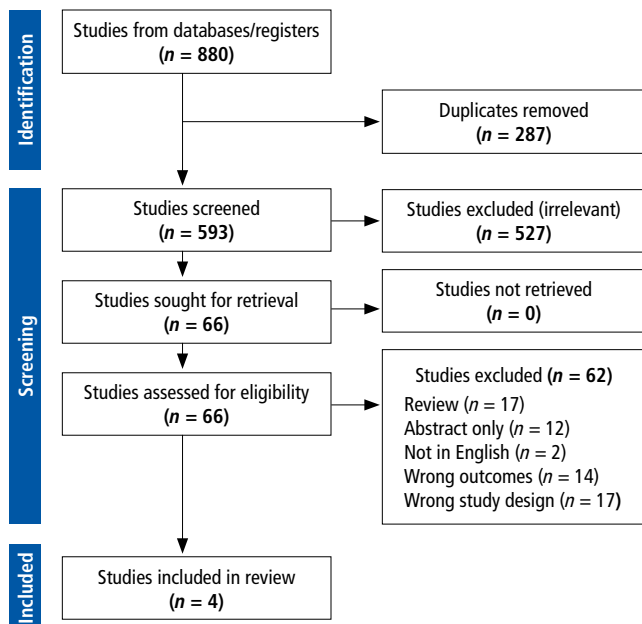 Identification
Studies from databases/registers
(n = 880)
Duplicates removed
(n = 287)
Screening
Studies screened
(n = 593)
Studies excluded (irrelevant)
(n = 527)
Studies sought for retrieval
(n = 66)
Studies not retrieved
(n = 0)
Studies assessed for eligibility
(n = 66)
Studies excluded (n = 62)
Review (n = 17)
Abstract only (n = 12)
Not in English (n = 2)
Wrong outcomes (n = 14)
Wrong study design (n = 17)
Included
Studies included in review
(n = 4)